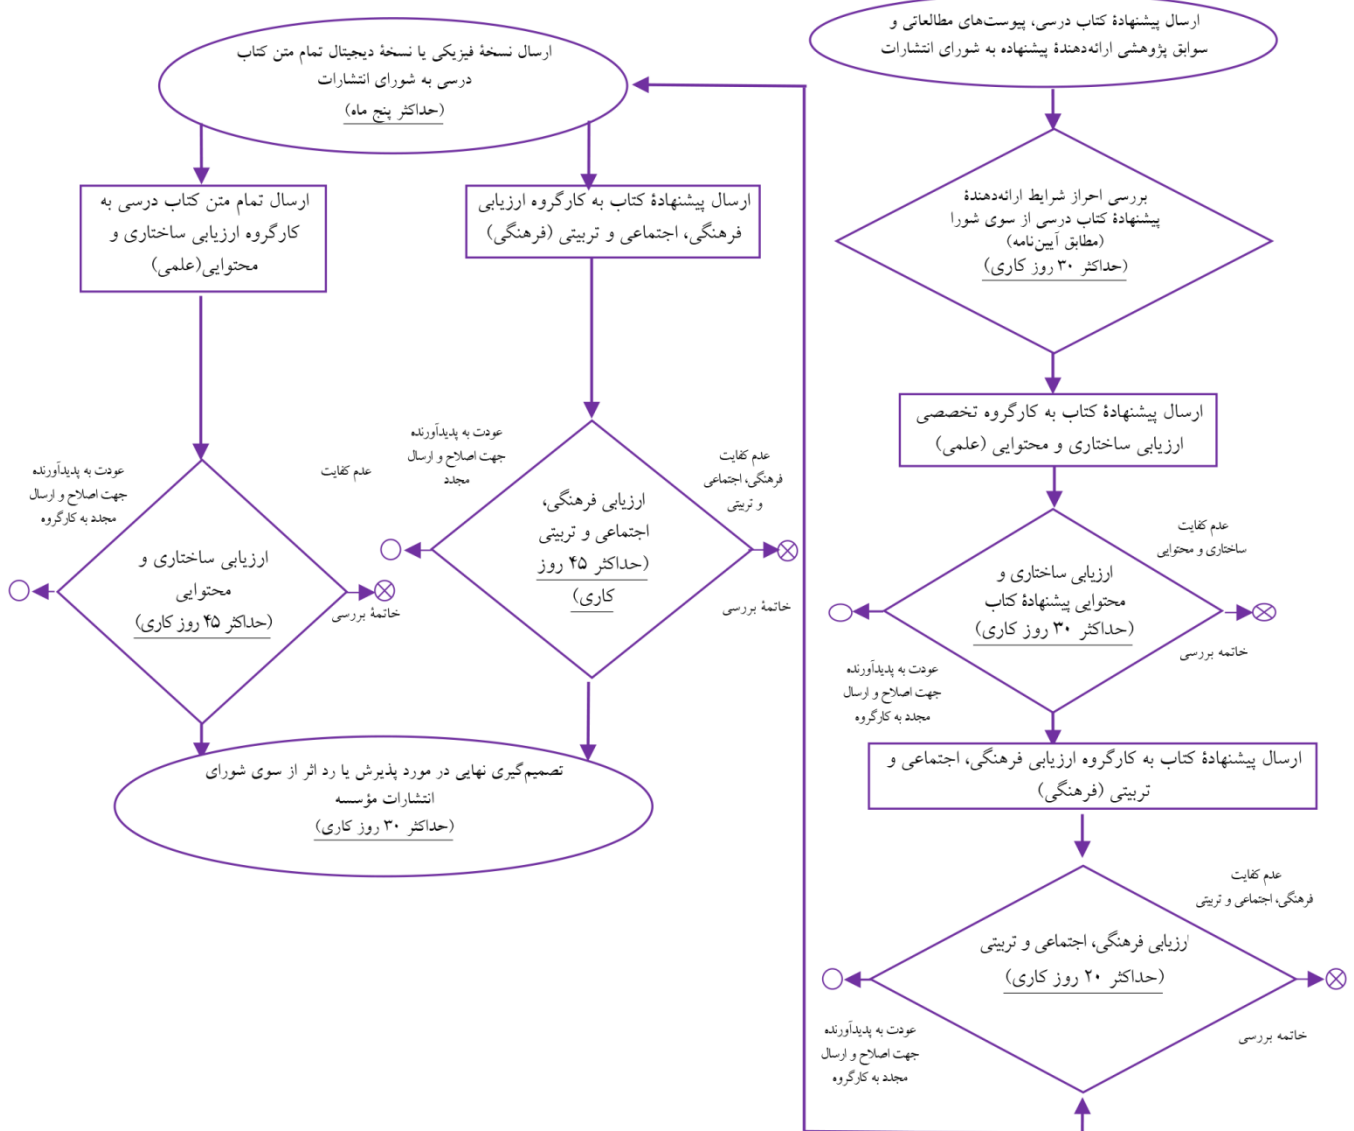 ارسال پیشنهادهٔ کتاب درسی، پیوست‌های مطالعاتی و
سوابق پژوهشی ارائه‌دهندهٔ پیشنهاده به شورای انتشارات
بررسی احراز شرایط ارائه‌دهندهٔ
پیشنهادهٔ کتاب درسی از سوی شورا
(مطابق آیین‌نامه)
(حداکثر ۳۰ روز کاری)
ارسال پیشنهادهٔ کتاب به کارگروه تخصصی
ارزیابی ساختاری و محتوایی (علمی)
ارزیابی ساختاری و
محتوایی پیشنهادهٔ کتاب
(حداکثر ۳۰ روز کاری)
عدم کفایت
ساختاری و محتوایی
خاتمه بررسی
عودت به پدیدآورنده
جهت اصلاح و ارسال
مجدد به کارگروه
ارسال پیشنهادهٔ کتاب به کارگروه ارزیابی فرهنگی، اجتماعی و
تربیتی (فرهنگی)
ارزیابی فرهنگی، اجتماعی و تربیتی
(حداکثر ۲۰ روز کاری)
عدم کفایت
فرهنگی، اجتماعی و تربیتی
خاتمه بررسی
عودت به پدیدآورنده
جهت اصلاح و ارسال
مجدد به کارگروه
ارسال نسخهٔ فیزیکی یا نسخهٔ دیجیتال تمام متن کتاب
درسی به شورای انتشارات
(حداکثر پنج ماه)
ارسال پیشنهادهٔ کتاب به کارگروه ارزیابی
فرهنگی، اجتماعی و تربیتی (فرهنگی)
ارزیابی فرهنگی،
اجتماعی و تربیتی
(حداکثر ۴۵ روز
کاری)
عدم کفایت
فرهنگی، اجتماعی
و تربیتی
خاتمهٔ بررسی
عودت به پدیدآورنده
جهت اصلاح و ارسال
مجدد
ارسال تمام متن کتاب درسی به
کارگروه ارزیابی ساختاری و
محتوایی(علمی)
ارزیابی ساختاری و
محتوایی
(حداکثر ۴۵ روز کاری)
عدم کفایت
خاتمهٔ بررسی
عودت به پدیدآورنده
جهت اصلاح و ارسال
مجدد به کارگروه
تصمیم‌گیری نهایی در مورد پذیرش یا رد اثر از سوی شورای
انتشارات مؤسسه
(حداکثر ۳۰ روز کاری)